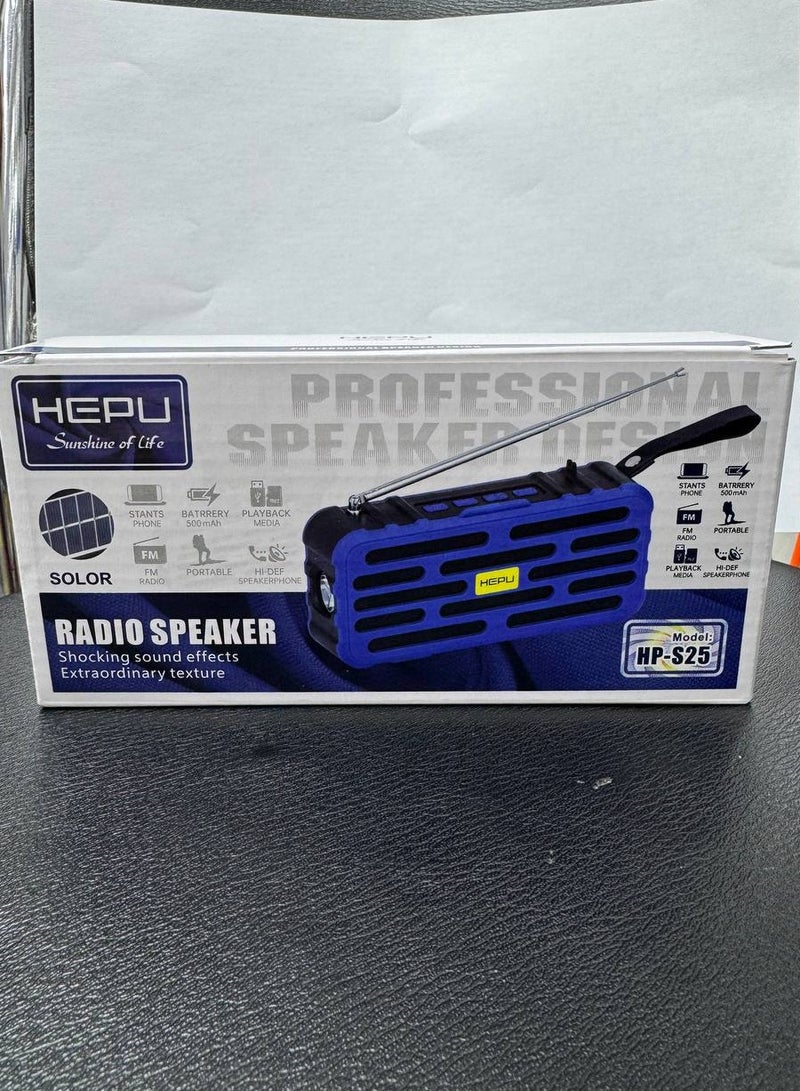 HEPU
HEPU
Sunshine of Life
PROFESSIONAL
SPEAKER DESIGN
STANTS
PHONE
BATRRERY
500mAh
PLAYBACK
MEDIA
SOLOR
FM
FM
RADIO
PORTABLE
HI-DEF
SPEAKERPHONE
HEPU
STANTS
PHONE
BATRRERY
500mAh
FM
FM
RADIO
PORTABLE
PLAYBACK
MEDIA
HI-DEF
SPEAKERPHONE
RADIO SPEAKER
Shocking sound effects
Extraordinary texture
Model:
HP-S25